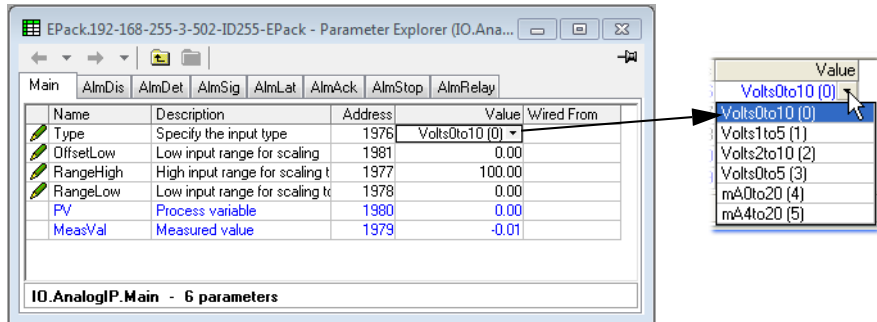 EPack.192-168-255-3-502-ID255-EPack - Parameter Explorer (IO.Ana...
Main AlmDis AlmDet AlmSig AlmLat AlmAck AlmStop AlmRelay
Name Description Address Value Wired From
Type Specify the input type 1976 Volts0to10 (0)
OffsetLow Low input range for scaling 1981 0.00
RangeHigh High input range for scaling t 1977 100.00
RangeLow Low input range for scaling to 1978 0.00
PV Process variable 1980 0.00
MeasVal Measured value 1979 -0.01
IO.AnalogIP.Main - 6 parameters
Value
Volts0to10 (0)
Volts0to10 (0)
Volts1to5 (1)
Volts2to10 (2)
Volts0to5 (3)
mA0to20 (4)
mA4to20 (5)